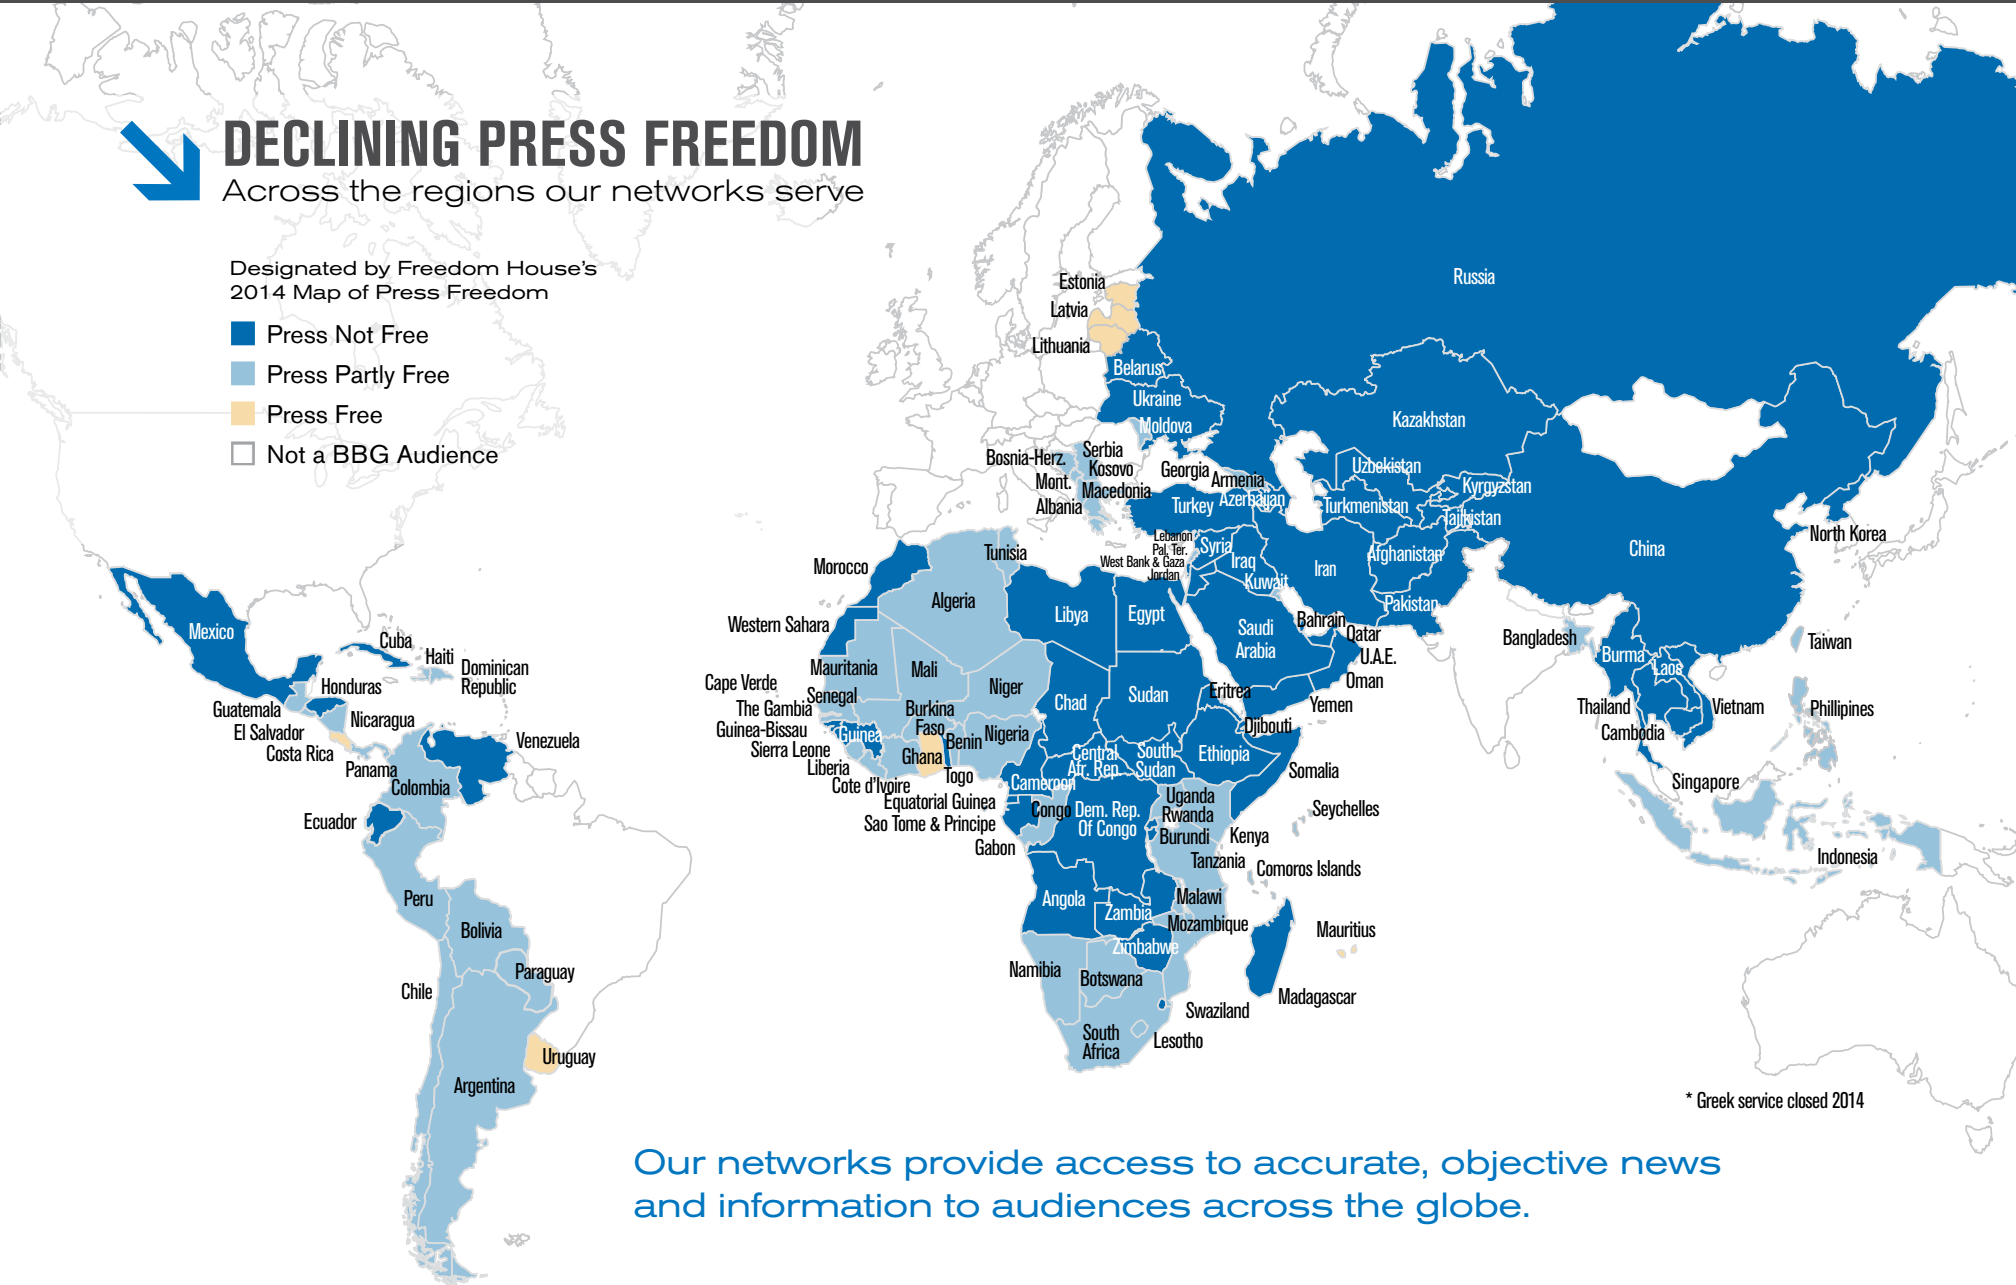 DECLINING PRESS FREEDOM
Across the regions our networks serve
Designated by Freedom House's
2014 Map of Press Freedom
Press Not Free
Press Partly Free
Press Free
Not a BBG Audience
Estonia
Latvia
Lithuania
Belarus
Ukraine
Moldova
Russia
Kazakhstan
Bosnia-Herz.
Serbia
Kosovo
Mont.
Macedonia
Albania
Georgia
Armenia
Azerbaijan
Turkey
Uzbekistan
Turkmenistan
Kyrgyzstan
Tajikistan
Afghanistan
Pakistan
China
North Korea
Lebanon
Pal. Ter.
West Bank & Gaza
Jordan
Syria
Iraq
Kuwait
Iran
Saudi
Arabia
Bahrain
Qatar
U.A.E.
Oman
Yemen
Bangladesh
Burma
Laos
Thailand
Cambodia
Vietnam
Taiwan
Phillipines
Singapore
Indonesia
Morocco
Tunisia
Algeria
Libya
Egypt
Western Sahara
Mauritania
Mali
Niger
Chad
Sudan
Eritrea
Djibouti
Cape Verde
Senegal
The Gambia
Guinea-Bissau
Guinea
Sierra Leone
Liberia
Cote d'Ivoire
Burkina
Faso
Ghana
Benin
Togo
Nigeria
Equatorial Guinea
Sao Tome & Principe
Gabon
Cameroon
Central
Afr. Rep.
South
Sudan
Ethiopia
Somalia
Congo
Dem. Rep.
Of Congo
Uganda
Rwanda
Burundi
Kenya
Tanzania
Seychelles
Comoros Islands
Angola
Zambia
Malawi
Mozambique
Zimbabwe
Namibia
Botswana
South
Africa
Swaziland
Lesotho
Madagascar
Mauritius
Mexico
Cuba
Haiti
Dominican
Republic
Honduras
Guatemala
El Salvador
Nicaragua
Costa Rica
Panama
Venezuela
Colombia
Ecuador
Peru
Bolivia
Paraguay
Chile
Uruguay
Argentina
* Greek service closed 2014
Our networks provide access to accurate, objective news
and information to audiences across the globe.